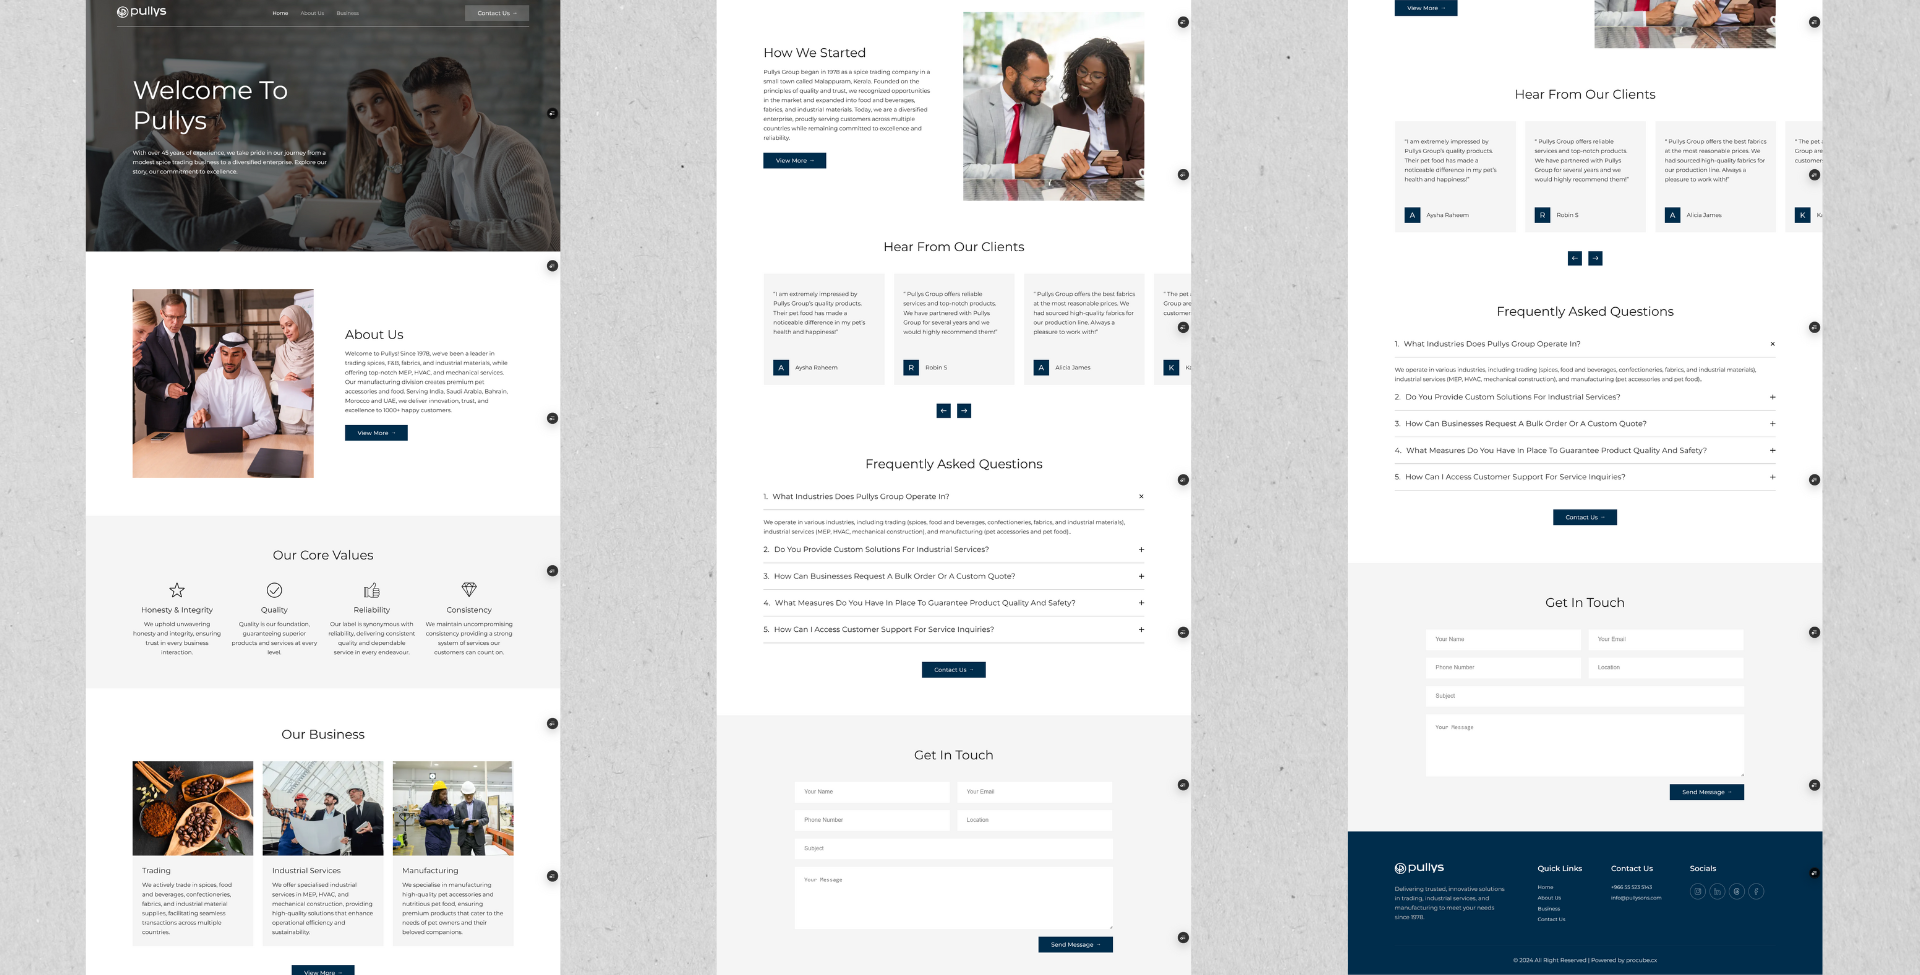 pullys
Home
About Us
Business
Contact Us →
Welcome To
Pullys
With over 45 years of experience, we take pride in our journey from a
modest spice trading business to a diversified enterprise. Explore our
story, our commitment to excellence.
About Us
Welcome to Pullys! Since 1978, we've been a leader in
trading spices, F&B, fabrics, and industrial materials, while
offering top-notch MEP, HVAC, and mechanical services.
Our manufacturing division creates premium pet
accessories and food, Serving India, Saudi Arabia, Bahrain,
Morocco and UAE, we deliver innovation, trust, and
excellence to 1000+ happy customers.
View More →
Our Core Values
Honesty & Integrity
We uphold unwavering
honesty and integrity, ensuring
trust in every business
interaction.
Quality
Quality is our foundation,
guaranteeing superior
products and services at every
level.
Reliability
Our label is synonymous with
reliability, delivering consistent
quality and dependable
service in every endeavour.
Consistency
We maintain uncompromising
consistency providing a strong
system of services our
customers can count on.
Our Business
Trading
We actively trade in spices, food
and beverages, confectioneries,
fabrics, and industrial material
supplies, facilitating seamless
transactions across multiple
countries.
Industrial Services
We offer specialised industrial
services in MEP, HVAC, and
mechanical construction, providing
high-quality solutions that enhance
operational efficiency and
sustainability.
Manufacturing
We specialise in manufacturing
high-quality pet accessories and
nutritious pet food, ensuring
premium products that cater to the
needs of pet owners and their
beloved companions.
View More →
How We Started
Pullys Group began in 1978 as a spice trading company in a
small town called Malappuram, Kerala. Founded on the
principles of quality and trust, we recognized opportunities
in the market and expanded into food and beverages,
fabrics, and industrial materials. Today, we are a diversified
enterprise, proudly serving customers across multiple
countries while remaining committed to excellence and
reliability.
View More →
Hear From Our Clients
"I am extremely impressed by
Pullys Group's quality products.
Their pet food has made a
noticeable difference in my pet's
health and happiness!"
A Aysha Raheem
" Pullys Group offers reliable
services and top-notch products.
We have partnered with Pullys
Group for several years and we
would highly recommend them!"
R Robin S
" Pullys Group offers the best fabrics
at the most reasonable prices. We
had sourced high-quality fabrics for
our production line. Always a
pleasure to work with!"
A Alicia James
" The pet
Group are
customer
K
← →
Frequently Asked Questions
1. What Industries Does Pullys Group Operate In? ×
We operate in various industries, including trading (spices, food and beverages, confectioneries, fabrics, and industrial materials),
industrial services (MEP, HVAC, mechanical construction), and manufacturing (pet accessories and pet food)..
2. Do You Provide Custom Solutions For Industrial Services? +
3. How Can Businesses Request A Bulk Order Or A Custom Quote? +
4. What Measures Do You Have In Place To Guarantee Product Quality And Safety? +
5. How Can I Access Customer Support For Service Inquiries? +
Contact Us →
Get In Touch
Your Name
Your Email
Phone Number
Location
Subject
Your Message
Send Message →
View More →
Hear From Our Clients
"I am extremely impressed by
Pullys Group's quality products.
Their pet food has made a
noticeable difference in my pet's
health and happiness!"
A Aysha Raheem
" Pullys Group offers reliable
services and top-notch products.
We have partnered with Pullys
Group for several years and we
would highly recommend them!"
R Robin S
" Pullys Group offers the best fabrics
at the most reasonable prices. We
had sourced high-quality fabrics for
our production line. Always a
pleasure to work with!"
A Alicia James
" The pet
Group are
customer
K
← →
Frequently Asked Questions
1. What Industries Does Pullys Group Operate In? ×
We operate in various industries, including trading (spices, food and beverages, confectioneries, fabrics, and industrial materials),
industrial services (MEP, HVAC, mechanical construction), and manufacturing (pet accessories and pet food)..
2. Do You Provide Custom Solutions For Industrial Services? +
3. How Can Businesses Request A Bulk Order Or A Custom Quote? +
4. What Measures Do You Have In Place To Guarantee Product Quality And Safety? +
5. How Can I Access Customer Support For Service Inquiries? +
Contact Us →
Get In Touch
Your Name
Your Email
Phone Number
Location
Subject
Your Message
Send Message →
pullys
Delivering trusted, innovative solutions
in trading, industrial services, and
manufacturing to meet your needs
since 1978.
Quick Links
Home
About Us
Business
Contact Us
Contact Us
+966 55 523 5143
info@pullysons.com
Socials
© 2024 All Right Reserved | Powered by procube.cx